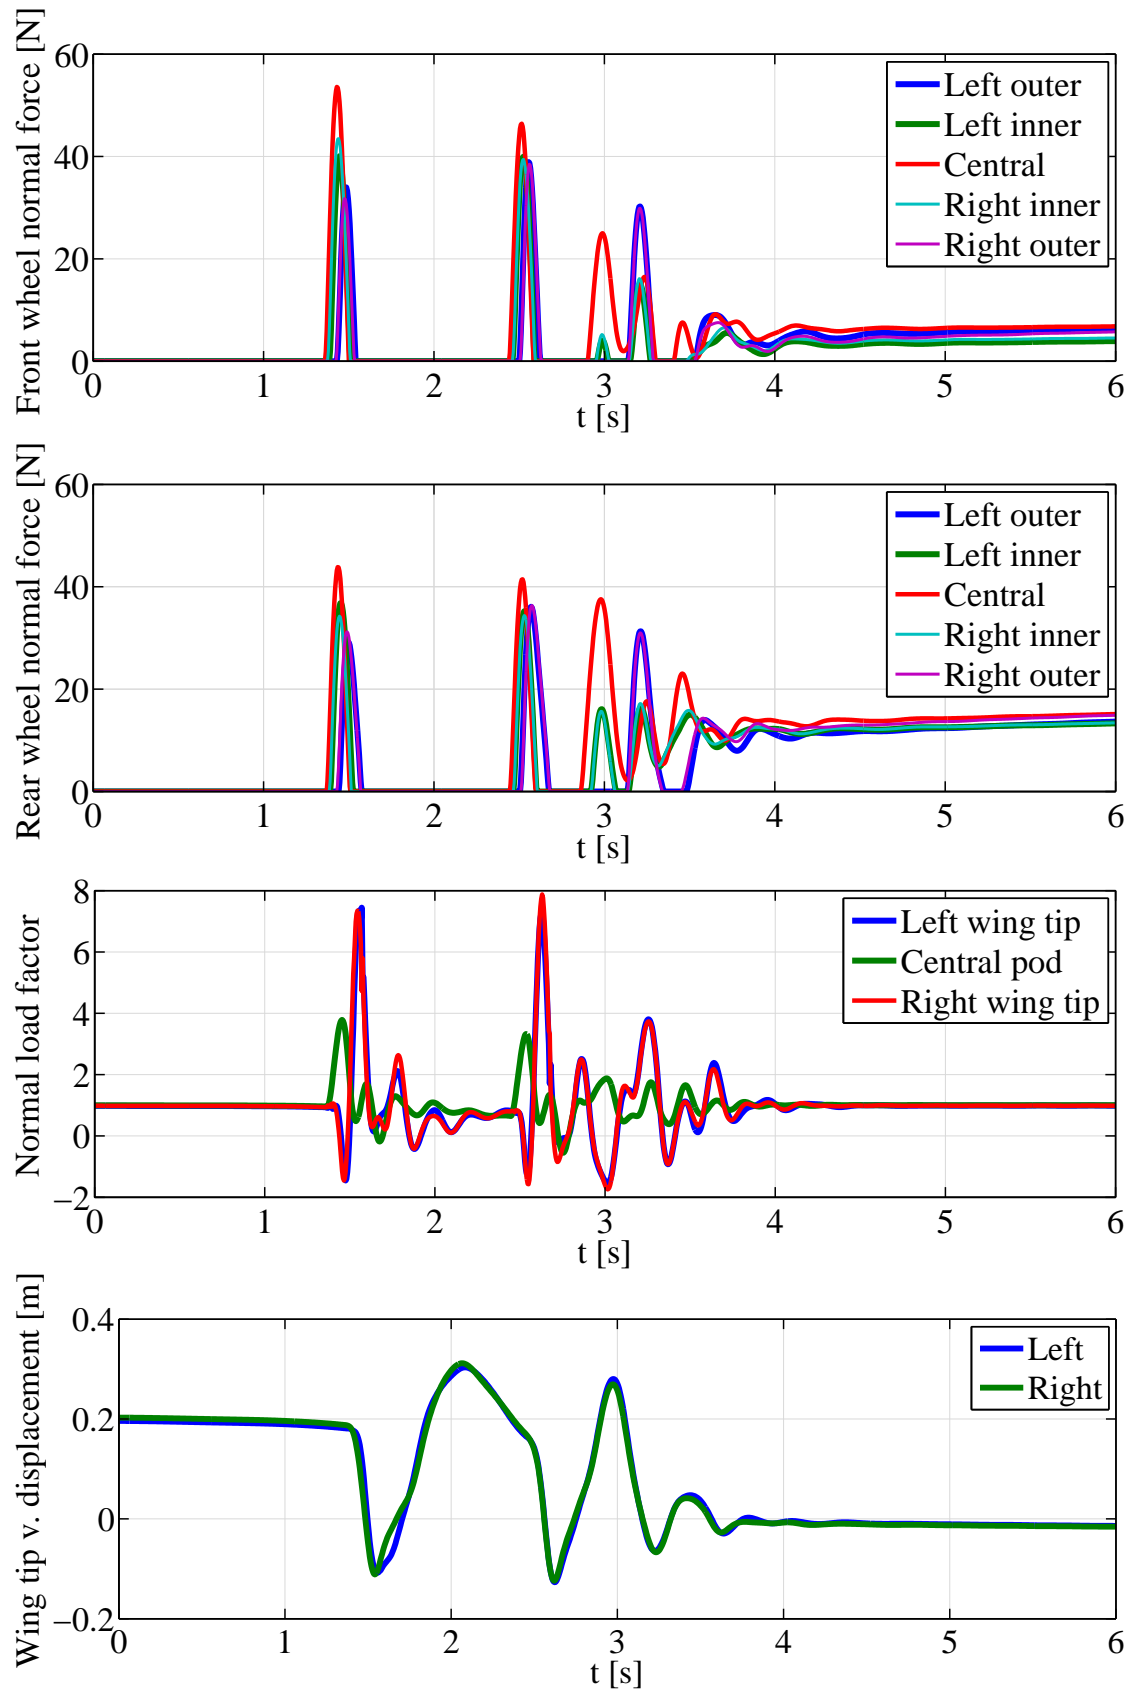 Front wheel normal force [N]
60
40
20
0
Left outer
Left inner
Central
Right inner
Right outer
0 1 2 3 4 5 6
t [s]
Rear wheel normal force [N]
60
40
20
0
Left outer
Left inner
Central
Right inner
Right outer
0 1 2 3 4 5 6
t [s]
Normal load factor
8
6
4
2
0
−2
Left wing tip
Central pod
Right wing tip
0 1 2 3 4 5 6
t [s]
Wing tip v. displacement [m]
0.4
0.2
0
−0.2
Left
Right
0 1 2 3 4 5 6
t [s]